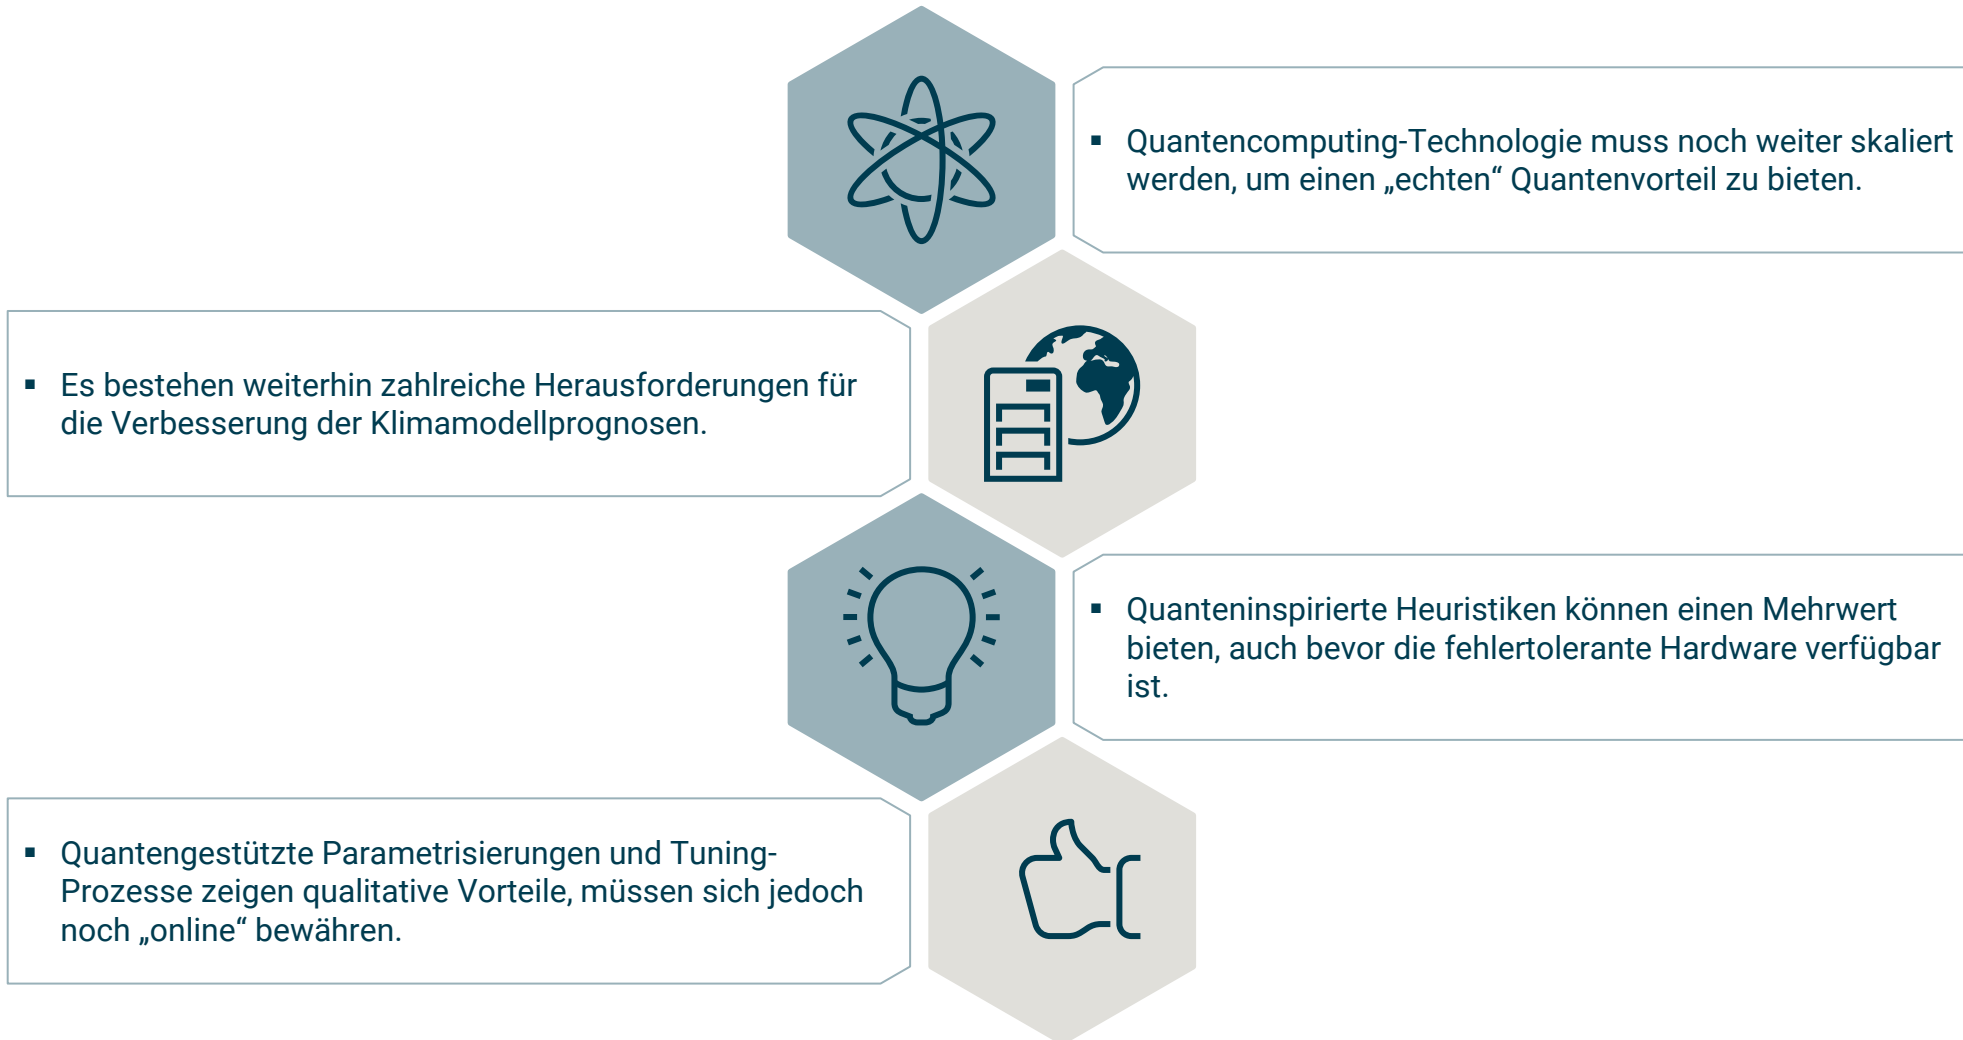 ▪ Quantencomputing-Technologie muss noch weiter skaliert
werden, um einen „echten“ Quantenvorteil zu bieten.
▪ Es bestehen weiterhin zahlreiche Herausforderungen für
die Verbesserung der Klimamodellprognosen.
▪ Quanteninspirierte Heuristiken können einen Mehrwert
bieten, auch bevor die fehlertolerante Hardware verfügbar
ist.
▪ Quantengestützte Parametrisierungen und Tuning-
Prozesse zeigen qualitative Vorteile, müssen sich jedoch
noch „online“ bewähren.